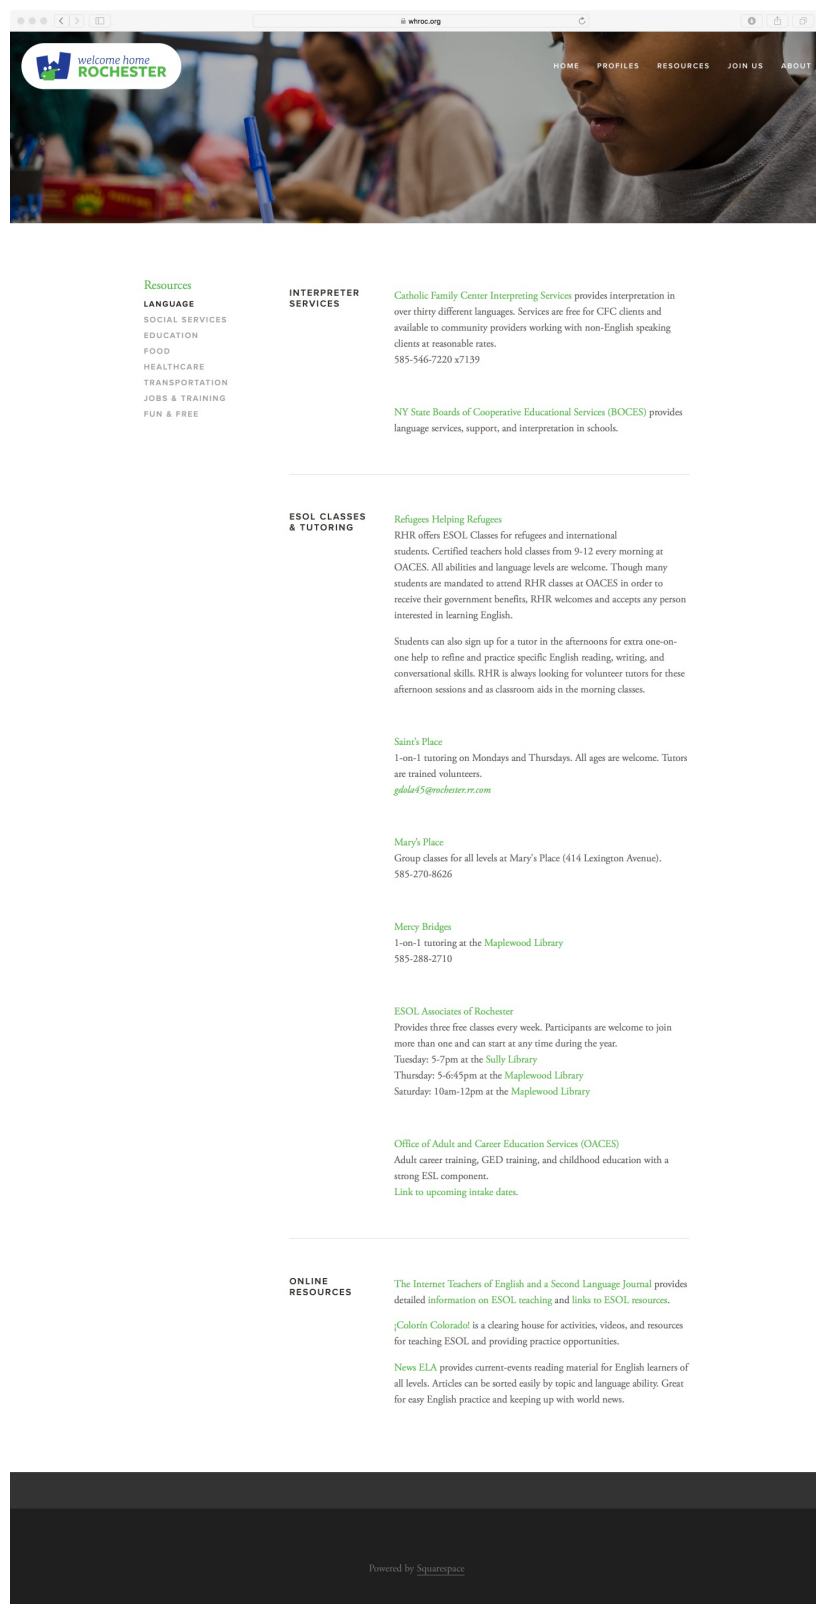 whroc.org
welcome home
ROCHESTER
HOME PROFILES RESOURCES JOIN US ABOUT
Resources
LANGUAGE
SOCIAL SERVICES
EDUCATION
FOOD
HEALTHCARE
TRANSPORTATION
JOBS & TRAINING
FUN & FREE
INTERPRETER
SERVICES
Catholic Family Center Interpreting Services provides interpretation in
over thirty different languages. Services are free for CFC clients and
available to community providers working with non-English speaking
clients at reasonable rates.
585-546-7220 x7139
NY State Boards of Cooperative Educational Services (BOCES) provides
language services, support, and interpretation in schools.
ESOL CLASSES
& TUTORING
Refugees Helping Refugees
RHR offers ESOL Classes for refugees and international
students. Certified teachers hold classes from 9-12 every morning at
OACES. All abilities and language levels are welcome. Though many
students are mandated to attend RHR classes at OACES in order to
receive their government benefits, RHR welcomes and accepts any person
interested in learning English.
Students can also sign up for a tutor in the afternoons for extra one-on-
one help to refine and practice specific English reading, writing, and
conversational skills. RHR is always looking for volunteer tutors for these
afternoon sessions and as classroom aids in the morning classes.
Saint's Place
1-on-1 tutoring on Mondays and Thursdays. All ages are welcome. Tutors
are trained volunteers.
gdola45@rochester.rr.com
Mary's Place
Group classes for all levels at Mary's Place (414 Lexington Avenue).
585-270-8626
Mercy Bridges
1-on-1 tutoring at the Maplewood Library
585-288-2710
ESOL Associates of Rochester
Provides three free classes every week. Participants are welcome to join
more than one and can start at any time during the year.
Tuesday: 5-7pm at the Sully Library
Thursday: 5-6:45pm at the Maplewood Library
Saturday: 10am-12pm at the Maplewood Library
Office of Adult and Career Education Services (OACES)
Adult career training, GED training, and childhood education with a
strong ESL component.
Link to upcoming intake dates.
ONLINE
RESOURCES
The Internet Teachers of English and a Second Language Journal provides
detailed information on ESOL teaching and links to ESOL resources.
¡Colorín Colorado! is a clearing house for activities, videos, and resources
for teaching ESOL and providing practice opportunities.
News ELA provides current-events reading material for English learners of
all levels. Articles can be sorted easily by topic and language ability. Great
for easy English practice and keeping up with world news.
Powered by Squarespace